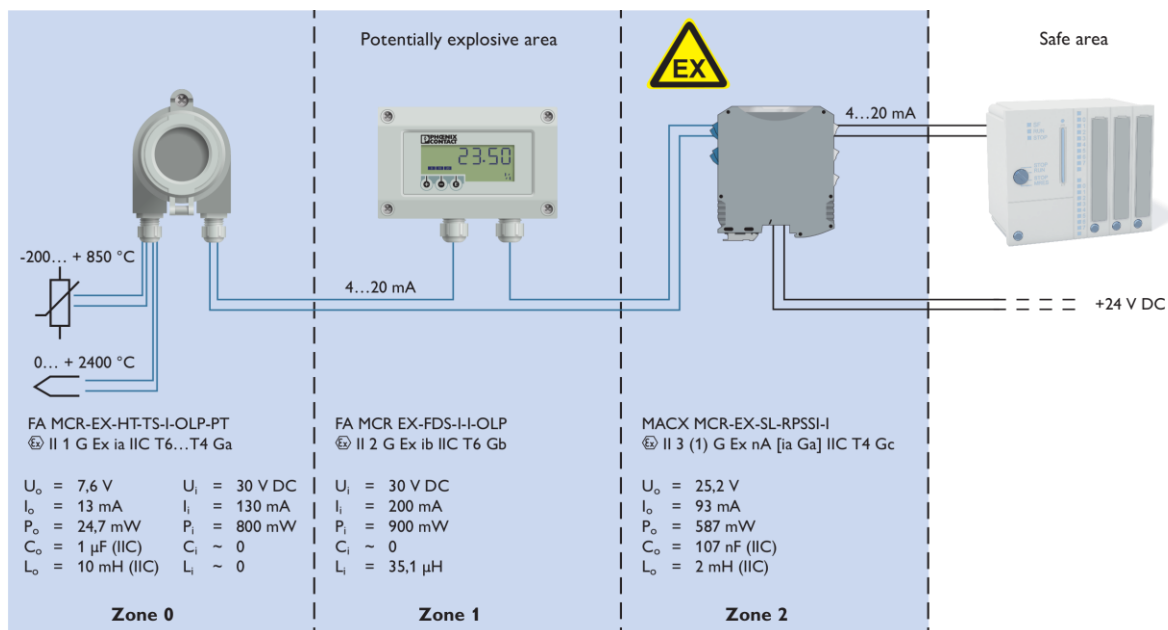 Potentially explosive area
Safe area
EX
4...20 mA
PHŒNIX
CONTACT
23.50
-200... + 850 °C
4...20 mA
+24 V DC
0... + 2400 °C
FA MCR-EX-HT-TS-I-OLP-PT
Ex II 1 G Ex ia IIC T6...T4 Ga
Uo = 7,6 V
Io = 13 mA
Po = 24,7 mW
Co = 1 µF (IIC)
Lo = 10 mH (IIC)
Ui = 30 V DC
Ii = 130 mA
Pi = 800 mW
Ci ~ 0
Li ~ 0
Zone 0
FA MCR EX-FDS-I-I-OLP
Ex II 2 G Ex ib IIC T6 Gb
Ui = 30 V DC
Ii = 200 mA
Pi = 900 mW
Ci ~ 0
Li = 35,1 µH
Zone 1
MACX MCR-EX-SL-RPSSI-I
Ex II 3 (1) G Ex nA [ia Ga] IIC T4 Gc
Uo = 25,2 V
Io = 93 mA
Po = 587 mW
Co = 107 nF (IIC)
Lo = 2 mH (IIC)
Zone 2